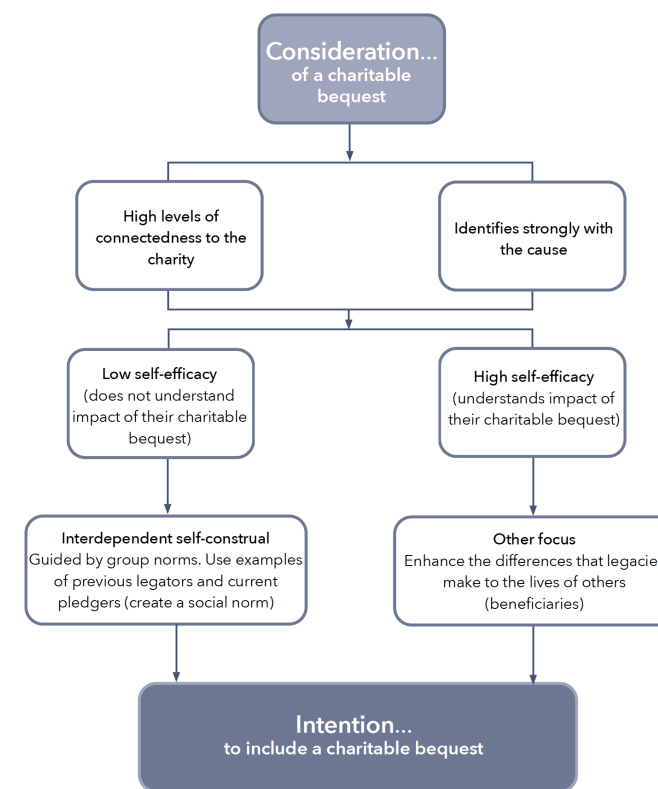 Consideration...
of a charitable
bequest
High levels of
connectedness to the
charity
Identifies strongly with
the cause
Low self-efficacy
(does not understand
impact of their charitable
bequest)
High self-efficacy
(understands impact of
their charitable bequest)
Interdependent self-construal
Guided by group norms. Use examples
of previous legators and current
pledgers (create a social norm)
Other focus
Enhance the differences that legacie
make to the lives of others
(beneficiaries)
Intention...
to include a charitable bequest